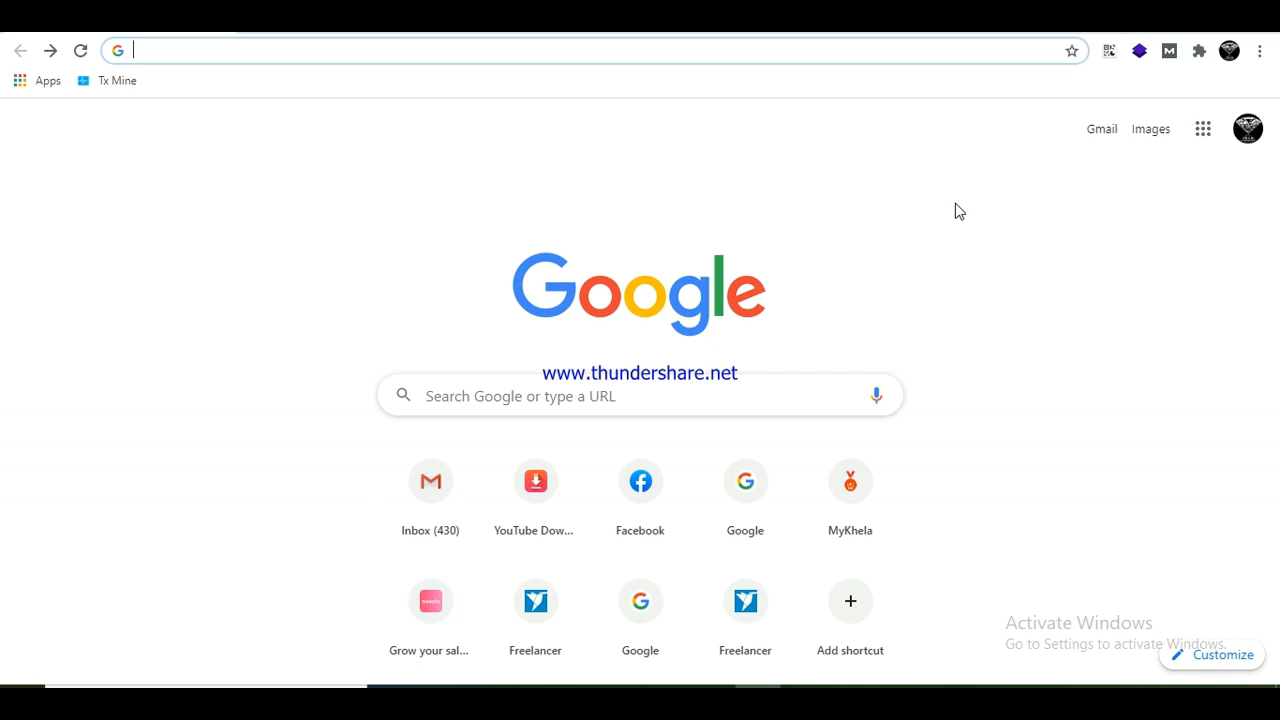 Apps
Tx Mine
Gmail
Images
Google
www.thundershare.net
Search Google or type a URL
Inbox (430)
YouTube Dow...
Facebook
Google
MyKhela
Grow your sal...
Freelancer
Google
Freelancer
Add shortcut
Activate Windows
Go to Settings to activate Windows.
Customize